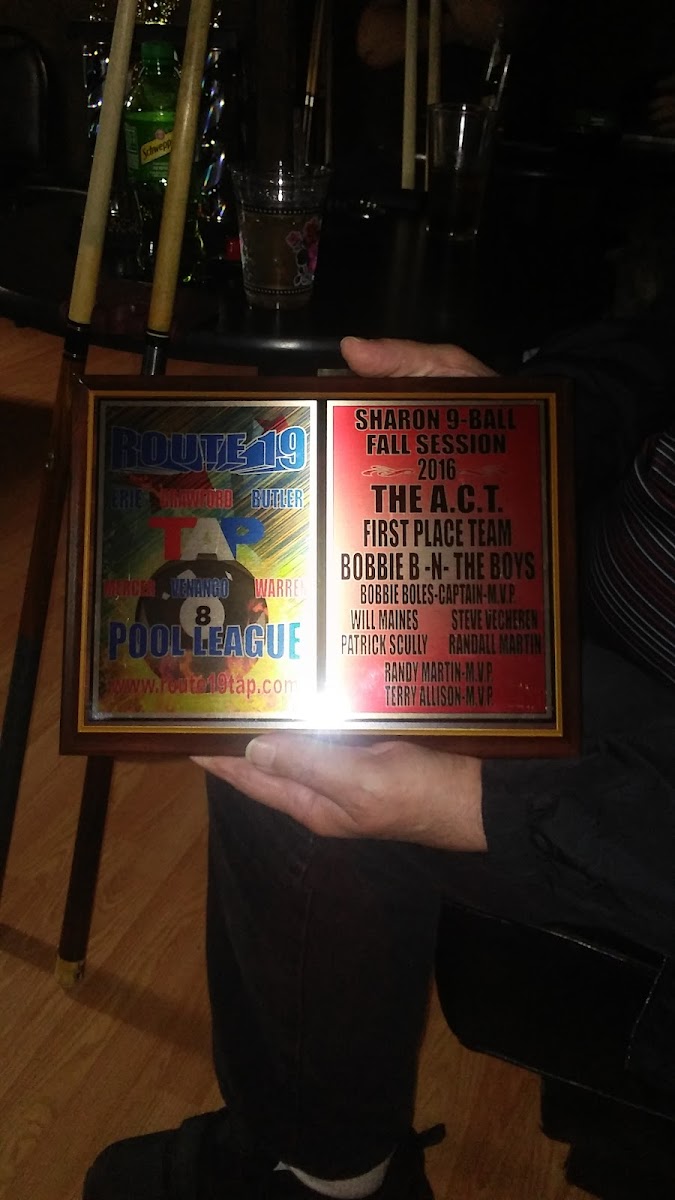 Schweppes
ROUTE 19
ERIE CRAWFORD BUTLER
TAP
MERCER VENANGO WARREN
8
POOL LEAGUE
www.route19tap.com
SHARON 9-BALL
FALL SESSION
2016
THE A.C.T.
FIRST PLACE TEAM
BOBBIE B -N- THE BOYS
BOBBIE BOLES-CAPTAIN-M.V.P.
WILL MAINES STEVE VECHEREN
PATRICK SCULLY RANDALL MARTIN
RANDY MARTIN-M.V.P.
TERRY ALLISON-M.V.P.